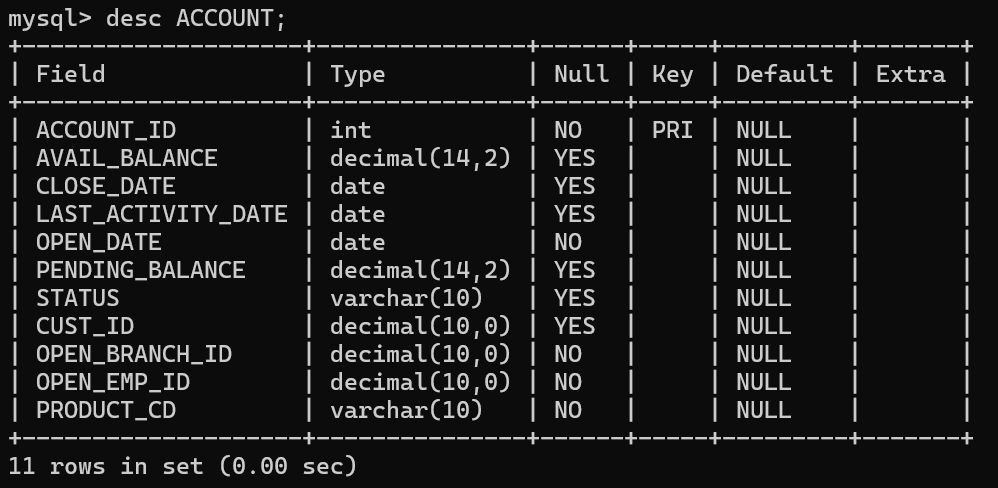 mysql> desc ACCOUNT;
+--------------------+---------------+------+-----+---------+-------+
| Field              | Type          | Null | Key | Default | Extra |
+--------------------+---------------+------+-----+---------+-------+
| ACCOUNT_ID         | int           | NO   | PRI | NULL    |       |
| AVAIL_BALANCE      | decimal(14,2) | YES  |     | NULL    |       |
| CLOSE_DATE         | date          | YES  |     | NULL    |       |
| LAST_ACTIVITY_DATE | date          | YES  |     | NULL    |       |
| OPEN_DATE          | date          | NO   |     | NULL    |       |
| PENDING_BALANCE    | decimal(14,2) | YES  |     | NULL    |       |
| STATUS             | varchar(10)   | YES  |     | NULL    |       |
| CUST_ID            | decimal(10,0) | YES  |     | NULL    |       |
| OPEN_BRANCH_ID     | decimal(10,0) | NO   |     | NULL    |       |
| OPEN_EMP_ID        | decimal(10,0) | NO   |     | NULL    |       |
| PRODUCT_CD         | varchar(10)   | NO   |     | NULL    |       |
+--------------------+---------------+------+-----+---------+-------+
11 rows in set (0.00 sec)